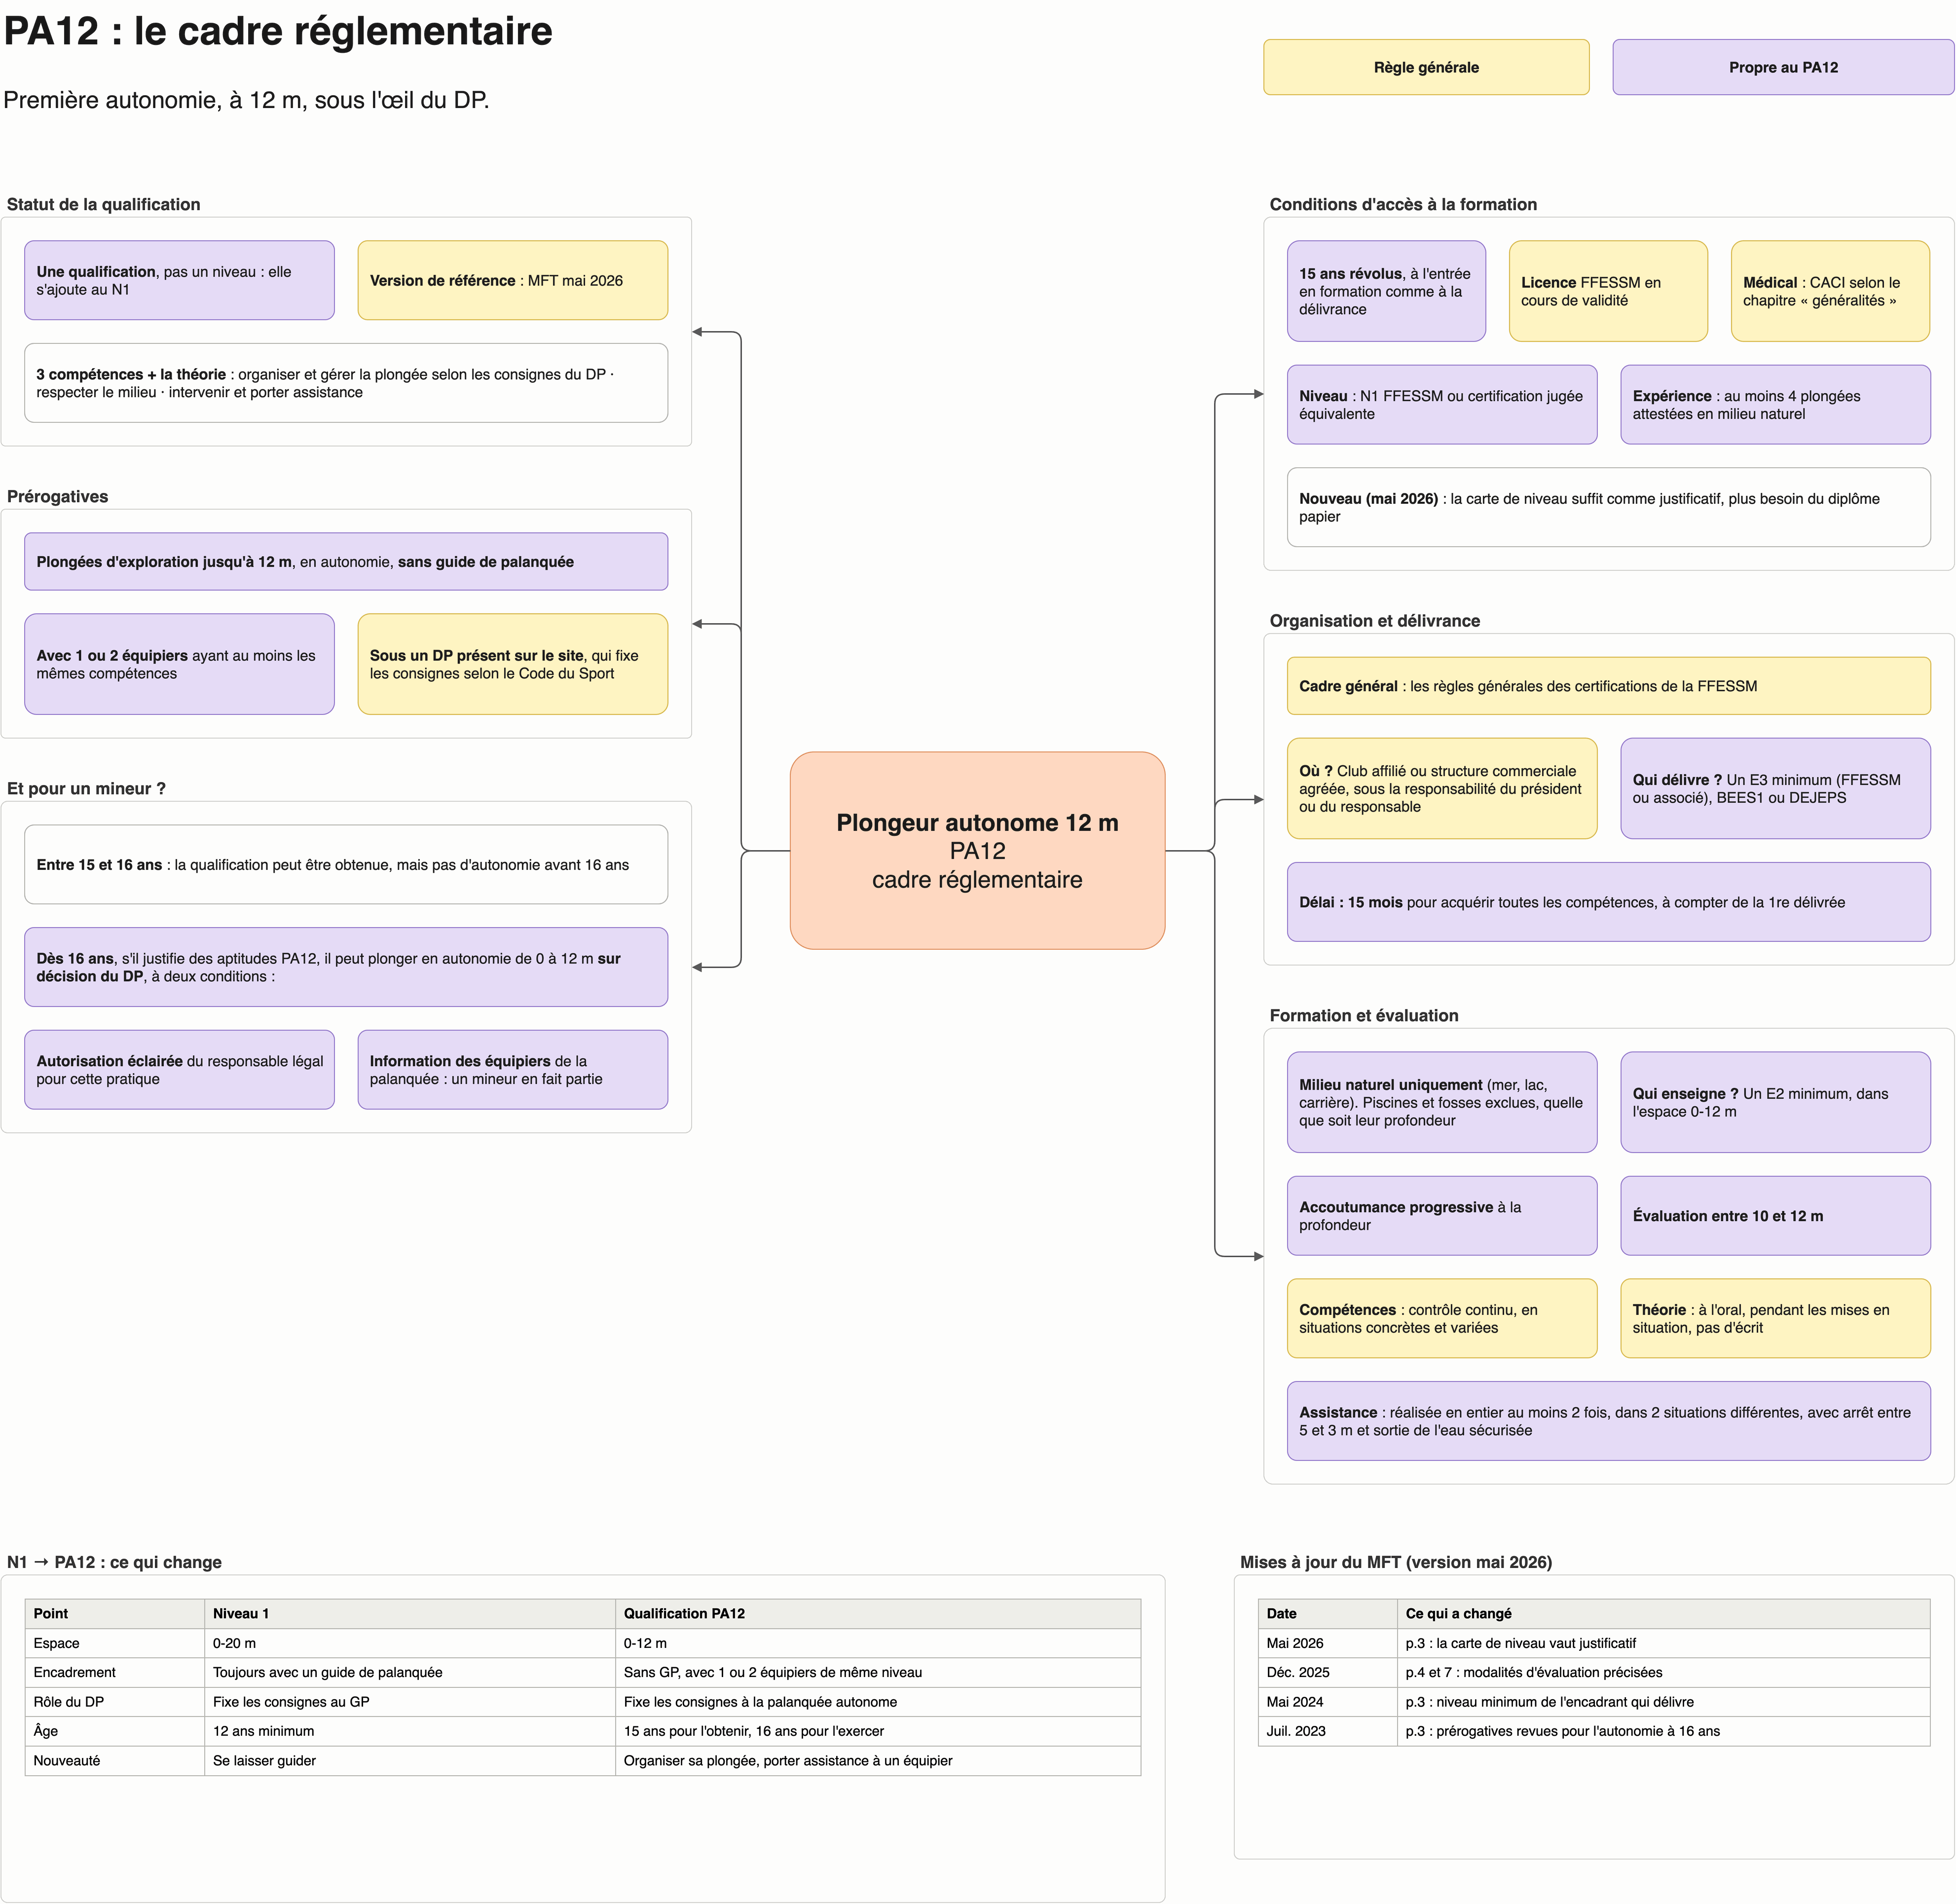 PA12 : le cadre réglementaire
Première autonomie, à 12 m, sous l'œil du DP.
Règle générale
Propre au PA12
Statut de la qualification
Une qualification, pas un niveau : elle
s'ajoute au N1
Version de référence : MFT mai 2026
3 compétences + la théorie : organiser et gérer la plongée selon les consignes du DP ·
respecter le milieu · intervenir et porter assistance
Prérogatives
Plongées d'exploration jusqu'à 12 m, en autonomie, sans guide de palanquée
Avec 1 ou 2 équipiers ayant au moins les
mêmes compétences
Sous un DP présent sur le site, qui fixe
les consignes selon le Code du Sport
Et pour un mineur ?
Entre 15 et 16 ans : la qualification peut être obtenue, mais pas d'autonomie avant 16 ans
Dès 16 ans, s'il justifie des aptitudes PA12, il peut plonger en autonomie de 0 à 12 m sur
décision du DP, à deux conditions :
Autorisation éclairée du responsable légal
pour cette pratique
Information des équipiers de la
palanquée : un mineur en fait partie
Plongeur autonome 12 m
PA12
cadre réglementaire
Conditions d'accès à la formation
15 ans révolus, à l'entrée
en formation comme à la
délivrance
Licence FFESSM en
cours de validité
Médical : CACI selon le
chapitre « généralités »
Niveau : N1 FFESSM ou certification jugée
équivalente
Expérience : au moins 4 plongées
attestées en milieu naturel
Nouveau (mai 2026) : la carte de niveau suffit comme justificatif, plus besoin du diplôme
papier
Organisation et délivrance
Cadre général : les règles générales des certifications de la FFESSM
Où ? Club affilié ou structure commerciale
agréée, sous la responsabilité du président
ou du responsable
Qui délivre ? Un E3 minimum (FFESSM
ou associé), BEES1 ou DEJEPS
Délai : 15 mois pour acquérir toutes les compétences, à compter de la 1re délivrée
Formation et évaluation
Milieu naturel uniquement (mer, lac,
carrière). Piscines et fosses exclues, quelle
que soit leur profondeur
Qui enseigne ? Un E2 minimum, dans
l'espace 0-12 m
Accoutumance progressive à la
profondeur
Évaluation entre 10 et 12 m
Compétences : contrôle continu, en
situations concrètes et variées
Théorie : à l'oral, pendant les mises en
situation, pas d'écrit
Assistance : réalisée en entier au moins 2 fois, dans 2 situations différentes, avec arrêt entre
5 et 3 m et sortie de l'eau sécurisée
N1 → PA12 : ce qui change
Point Niveau 1 Qualification PA12
Espace 0-20 m 0-12 m
Encadrement Toujours avec un guide de palanquée Sans GP, avec 1 ou 2 équipiers de même niveau
Rôle du DP Fixe les consignes au GP Fixe les consignes à la palanquée autonome
Âge 12 ans minimum 15 ans pour l'obtenir, 16 ans pour l'exercer
Nouveauté Se laisser guider Organiser sa plongée, porter assistance à un équipier
Mises à jour du MFT (version mai 2026)
Date Ce qui a changé
Mai 2026 p.3 : la carte de niveau vaut justificatif
Déc. 2025 p.4 et 7 : modalités d'évaluation précisées
Mai 2024 p.3 : niveau minimum de l'encadrant qui délivre
Juil. 2023 p.3 : prérogatives revues pour l'autonomie à 16 ans